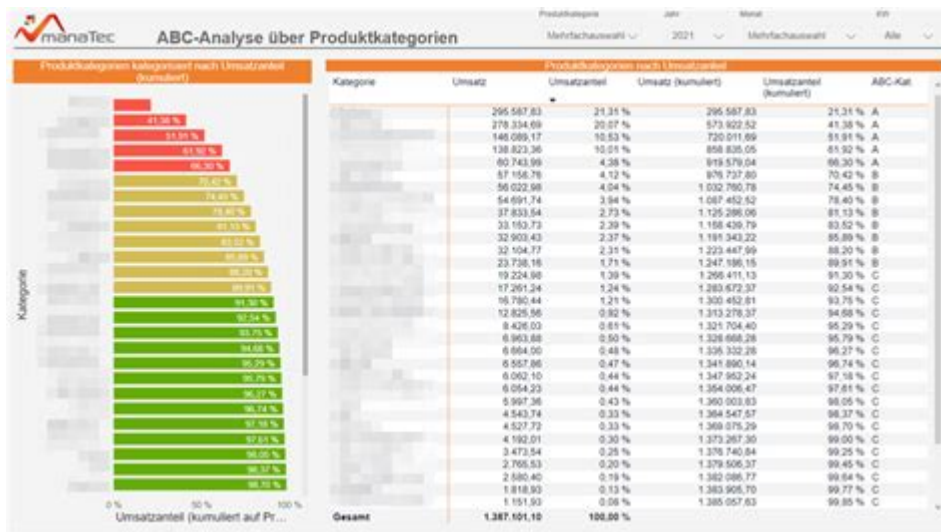 Produktkategorie Jahr Monat KW
manaTec
ABC-Analyse über Produktkategorien
Mehrfachauswahl 2021 Mehrfachauswahl Alle
Produktkategorien kategorisiert nach Umsatzanteil
(kumuliert)
Produktkategorien nach Umsatzanteil
Kategorie Umsatz Umsatzanteil Umsatz (kumuliert) Umsatzanteil (kumuliert) ABC-Kat.
295.587,83 21,31 % 295.587,83 21,31 % A
278.334,69 20,07 % 573.922,52 41,38 % A
146.089,17 10,53 % 720.011,69 51,91 % A
138.823,36 10,01 % 858.835,05 61,92 % A
60.743,99 4,38 % 919.579,04 66,30 % A
57.158,76 4,12 % 976.737,80 70,42 % B
56.022,98 4,04 % 1.032.760,78 74,45 % B
54.691,74 3,94 % 1.087.452,52 78,40 % B
37.833,54 2,73 % 1.125.286,06 81,13 % B
33.153,73 2,39 % 1.158.439,79 83,52 % B
32.903,43 2,37 % 1.191.343,22 85,89 % B
32.104,77 2,31 % 1.223.447,99 88,20 % B
23.738,16 1,71 % 1.247.186,15 89,91 % B
19.224,98 1,39 % 1.266.411,13 91,30 % C
17.261,24 1,24 % 1.283.672,37 92,54 % C
16.780,44 1,21 % 1.300.452,81 93,75 % C
12.825,56 0,92 % 1.313.278,37 94,68 % C
8.426,03 0,61 % 1.321.704,40 95,29 % C
6.963,88 0,50 % 1.328.668,28 95,79 % C
6.664,00 0,48 % 1.335.332,28 96,27 % C
6.557,86 0,47 % 1.341.890,14 96,74 % C
6.062,10 0,44 % 1.347.952,24 97,18 % C
6.054,23 0,44 % 1.354.006,47 97,61 % C
5.997,36 0,43 % 1.360.003,83 98,05 % C
4.543,74 0,33 % 1.364.547,57 98,37 % C
4.527,72 0,33 % 1.369.075,29 98,70 % C
4.192,01 0,30 % 1.373.267,30 99,00 % C
3.473,54 0,25 % 1.376.740,84 99,25 % C
2.765,53 0,20 % 1.379.506,37 99,45 % C
2.580,40 0,19 % 1.382.086,77 99,64 % C
1.818,93 0,13 % 1.383.905,70 99,77 % C
1.151,93 0,08 % 1.385.057,63 99,85 % C
Gesamt 1.387.101,10 100,00 %
Kategorie
41,38 %
51,91 %
61,92 %
66,30 %
70,42 %
74,45 %
78,40 %
81,13 %
83,52 %
85,89 %
88,20 %
89,91 %
91,30 %
92,54 %
93,75 %
94,68 %
95,29 %
95,79 %
96,27 %
96,74 %
97,18 %
97,61 %
98,05 %
98,37 %
98,70 %
0 % 50 % 100 %
Umsatzanteil (kumuliert auf Pr...